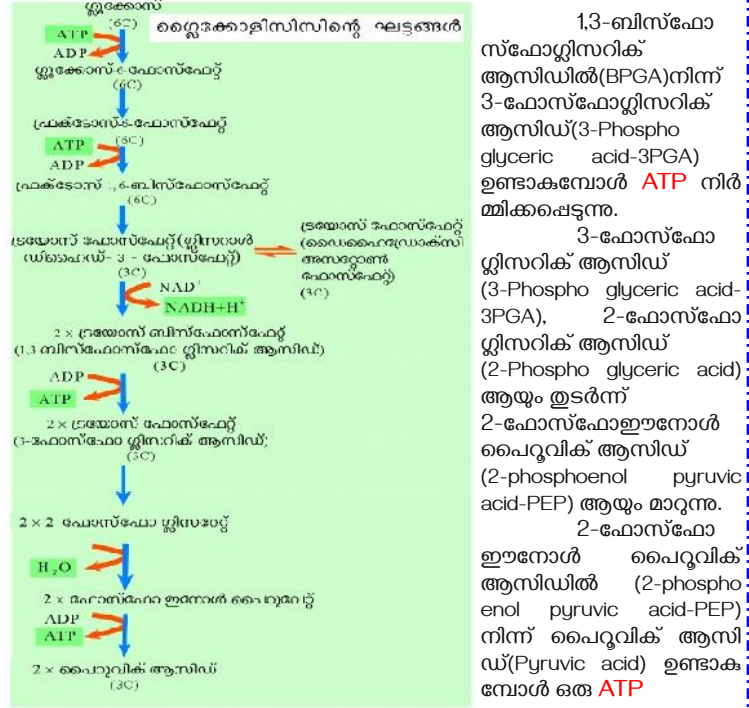 ഗ്ലൂക്കോസ്
(6C)
ഗ്ലൈക്കോളിസിസിന്റെ ഘട്ടങ്ങൾ
ATP
ADP
ഗ്ലൂക്കോസ്-6-ഫോസ്ഫേറ്റ്
(6C)
ഫ്രക്ടോസ്-6-ഫോസ്ഫേറ്റ്
(6C)
ATP
ADP
ഫ്രക്ടോസ് 1,6-ബിസ്ഫോസ്ഫേറ്റ്
(6C)
ട്രയോസ് ഫോസ്ഫേറ്റ്(ഗ്ലിസറാൾ
ഡിഹൈഡ്- 3 - ഫോസ്ഫേറ്റ്)
(3C)
ട്രയോസ് ഫോസ്ഫേറ്റ്
(ഡൈഹൈഡ്രോക്സി
അസറ്റോൺ
ഫോസ്ഫേറ്റ്)
(3C)
NAD⁺
NADH+H⁺
2 × ട്രയോസ് ബിസ്ഫോസ്ഫേറ്റ്
(1,3 ബിസ്ഫോസ്ഫോ ഗ്ലിസറിക് ആസിഡ്)
(3C)
ADP
ATP
2 × ട്രയോസ് ഫോസ്ഫേറ്റ്
(3-ഫോസ്ഫോ ഗ്ലിസറിക് ആസിഡ്)
(3C)
2 × 2 ഫോസ്ഫോ ഗ്ലിസറേറ്റ്
H₂O
2 × ഫോസ്ഫോ ഇനോൾ പൈറുവേറ്റ്
ADP
ATP
2 × പൈറുവിക് ആസിഡ്
(3C)
1,3-ബിസ്ഫോ
സ്ഫോഗ്ലിസറിക്
ആസിഡിൽ(BPGA)നിന്ന്
3-ഫോസ്ഫോഗ്ലിസറിക്
ആസിഡ്(3-Phospho
glyceric acid-3PGA)
ഉണ്ടാകുമ്പോൾ ATP നിർ
മ്മിക്കപ്പെടുന്നു.
3-ഫോസ്ഫോ
ഗ്ലിസറിക് ആസിഡ്
(3-Phospho glyceric acid-
3PGA), 2-ഫോസ്ഫോ
ഗ്ലിസറിക് ആസിഡ്
(2-Phospho glyceric acid)
ആയും തുടർന്ന്
2-ഫോസ്ഫോഈനോൾ
പൈറൂവിക് ആസിഡ്
(2-phosphoenol pyruvic
acid-PEP) ആയും മാറുന്നു.
2-ഫോസ്ഫോ
ഈനോൾ പൈറൂവിക്
ആസിഡിൽ (2-phospho
enol pyruvic acid-PEP)
നിന്ന് പൈറൂവിക് ആസി
ഡ്(Pyruvic acid) ഉണ്ടാകു
മ്പോൾ ഒരു ATP